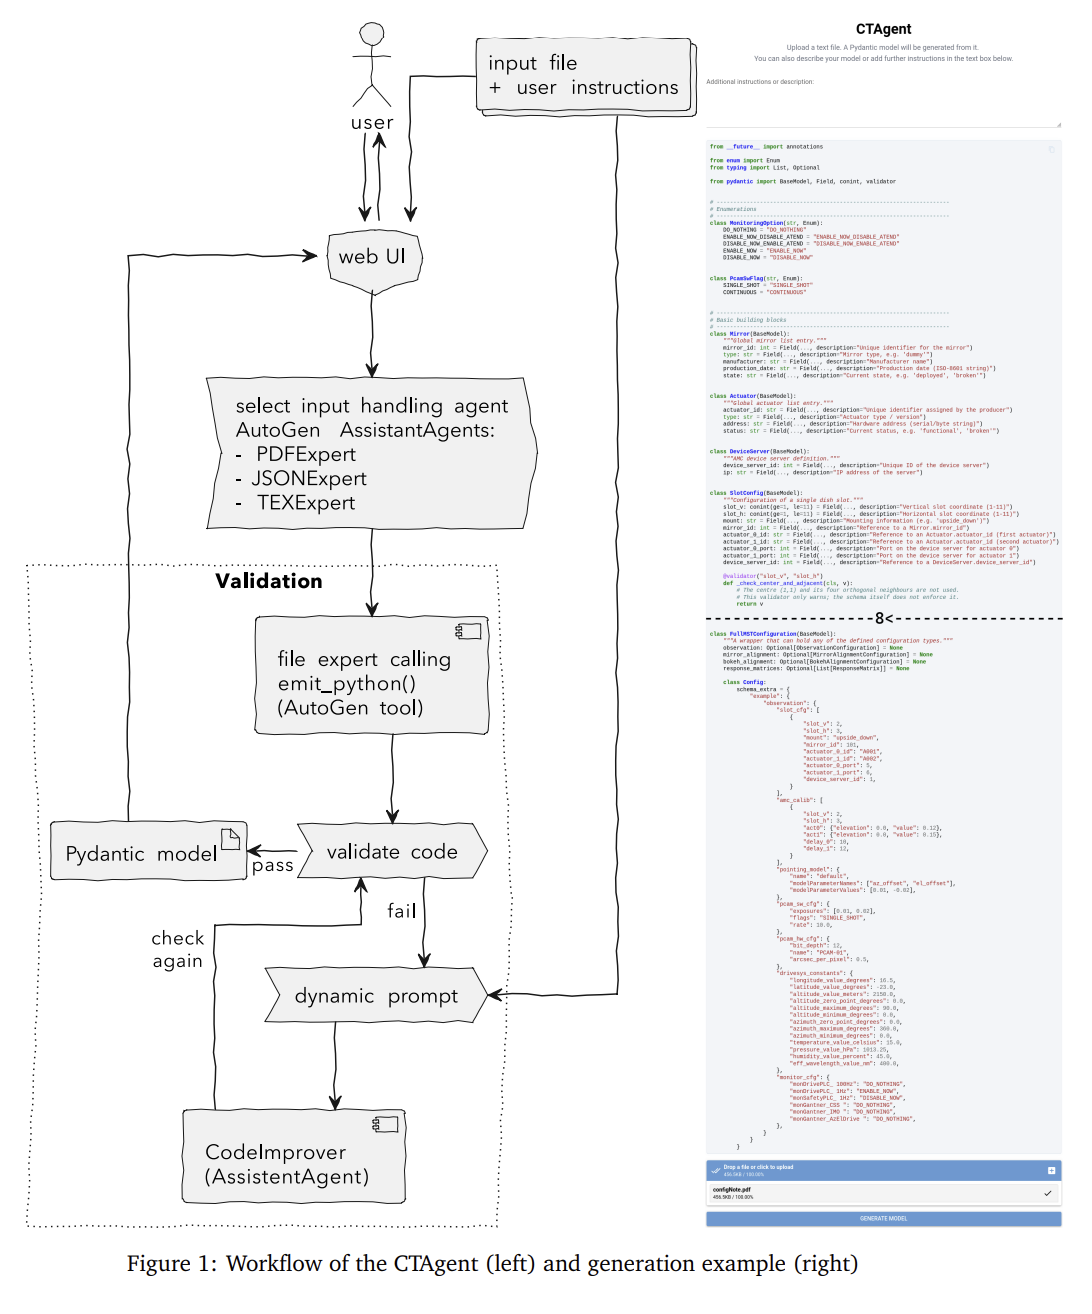 user
input file
+ user instructions
web UI
select input handling agent
AutoGen AssistantAgents:
- PDFExpert
- JSONExpert
- TEXExpert
Validation
file expert calling
emit_python()
(AutoGen tool)
Pydantic model
pass
validate code
fail
check
again
dynamic prompt
CodeImprover
(AssistentAgent)
CTAgent
Upload a text file. A Pydantic model will be generated from it.
You can also describe your model or add further instructions in the text box below.
Additional instructions or description:
from __future__ import annotations
from enum import Enum
from typing import List, Optional
from pydantic import BaseModel, Field, conint, validator
# ----------------------------------------------------------------------
# Enumerations
# ----------------------------------------------------------------------
class MonitoringOption(str, Enum):
DO_NOTHING = "DO_NOTHING"
ENABLE_NOW_DISABLE_ATEND = "ENABLE_NOW_DISABLE_ATEND"
DISABLE_NOW_ENABLE_ATEND = "DISABLE_NOW_ENABLE_ATEND"
ENABLE_NOW = "ENABLE_NOW"
DISABLE_NOW = "DISABLE_NOW"
class PcamSwFlag(str, Enum):
SINGLE_SHOT = "SINGLE_SHOT"
CONTINUOUS = "CONTINUOUS"
# ----------------------------------------------------------------------
# Basic building blocks
# ----------------------------------------------------------------------
class Mirror(BaseModel):
"""Global mirror list entry."""
mirror_id: int = Field(..., description="Unique identifier for the mirror")
type: str = Field(..., description="Mirror type, e.g. 'dummy'")
manufacturer: str = Field(..., description="Manufacturer name")
production_date: str = Field(..., description="Production date (ISO-8601 string)")
state: str = Field(..., description="Current state, e.g. 'deployed', 'broken'")
class Actuator(BaseModel):
"""Global actuator list entry."""
actuator_id: str = Field(..., description="Unique identifier assigned by the producer")
type: str = Field(..., description="Actuator type / version")
address: str = Field(..., description="Hardware address (serial/byte string)")
status: str = Field(..., description="Current status, e.g. 'functional', 'broken'")
class DeviceServer(BaseModel):
"""AMC device server definition."""
device_server_id: int = Field(..., description="Unique ID of the device server")
ip: str = Field(..., description="IP address of the server")
class SlotConfig(BaseModel):
"""Configuration of a single dish slot."""
slot_v: conint(ge=1, le=11) = Field(..., description="Vertical slot coordinate (1-11)")
slot_h: conint(ge=1, le=11) = Field(..., description="Horizontal slot coordinate (1-11)")
mount: str = Field(..., description="Mounting information (e.g. 'upside_down')")
mirror_id: int = Field(..., description="Reference to a Mirror.mirror_id")
actuator_0_id: str = Field(..., description="Reference to an Actuator.actuator_id (first actuator)")
actuator_1_id: str = Field(..., description="Reference to an Actuator.actuator_id (second actuator)")
actuator_0_port: int = Field(..., description="Port on the device server for actuator 0")
actuator_1_port: int = Field(..., description="Port on the device server for actuator 1")
device_server_id: int = Field(..., description="Reference to a DeviceServer.device_server_id")
@validator("slot_v", "slot_h")
def _check_center_and_adjacent(cls, v):
# The centre (1,1) and its four orthogonal neighbours are not used.
# This validator only warns; the schema itself does not enforce it.
return v
8<
class FullMSTConfiguration(BaseModel):
"""A wrapper that can hold any of the defined configuration types."""
observation: Optional[ObservationConfiguration] = None
mirror_alignment: Optional[MirrorAlignmentConfiguration] = None
bokeh_alignment: Optional[BokehAlignmentConfiguration] = None
response_matrices: Optional[List[ResponseMatrix]] = None
class Config:
schema_extra = {
"example": {
"observation": {
"slot_cfg": [
{
"slot_v": 2,
"slot_h": 3,
"mount": "upside_down",
"mirror_id": 101,
"actuator_0_id": "A001",
"actuator_1_id": "A002",
"actuator_0_port": 5,
"actuator_1_port": 6,
"device_server_id": 1,
}
],
"amc_calib": [
{
"slot_v": 2,
"slot_h": 3,
"act0": {"elevation": 0.0, "value": 0.12},
"act1": {"elevation": 0.0, "value": 0.15},
"delay_0": 10,
"delay_1": 12,
}
],
"pointing_model": {
"name": "default",
"modelParameterNames": ["az_offset", "el_offset"],
"modelParameterValues": [0.01, -0.02],
},
"pcam_sw_cfg": {
"exposures": [0.01, 0.02],
"flags": "SINGLE_SHOT",
"rate": 10.0,
},
"pcam_hw_cfg": {
"bit_depth": 12,
"name": "PCAM-01",
"arcsec_per_pixel": 0.5,
},
"drivesys_constants": {
"longitude_value_degrees": 16.5,
"latitude_value_degrees": -23.0,
"altitude_value_meters": 2150.0,
"altitude_zero_point_degrees": 0.0,
"altitude_maximum_degrees": 90.0,
"altitude_minimum_degrees": 0.0,
"azimuth_zero_point_degrees": 0.0,
"azimuth_maximum_degrees": 360.0,
"azimuth_minimum_degrees": 0.0,
"temperature_value_celsius": 15.0,
"pressure_value_hPa": 1013.25,
"humidity_value_percent": 45.0,
"eff_wavelength_value_nm": 400.0,
},
"monitor_cfg": {
"monDrivePLC_ 100Hz": "DO_NOTHING",
"monDrivePLC_ 1Hz": "ENABLE_NOW",
"monSafetyPLC_ 1Hz": "DISABLE_NOW",
"monGantner_CSS ": "DO_NOTHING",
"monGantner_IMO ": "DO_NOTHING",
"monGantner_AzElDrive ": "DO_NOTHING",
},
}
}
}
Drop a file or click to upload
456.5KB / 100.00%
configNote.pdf
456.5KB / 100.00%
GENERATE MODEL
Figure 1: Workflow of the CTAgent (left) and generation example (right)